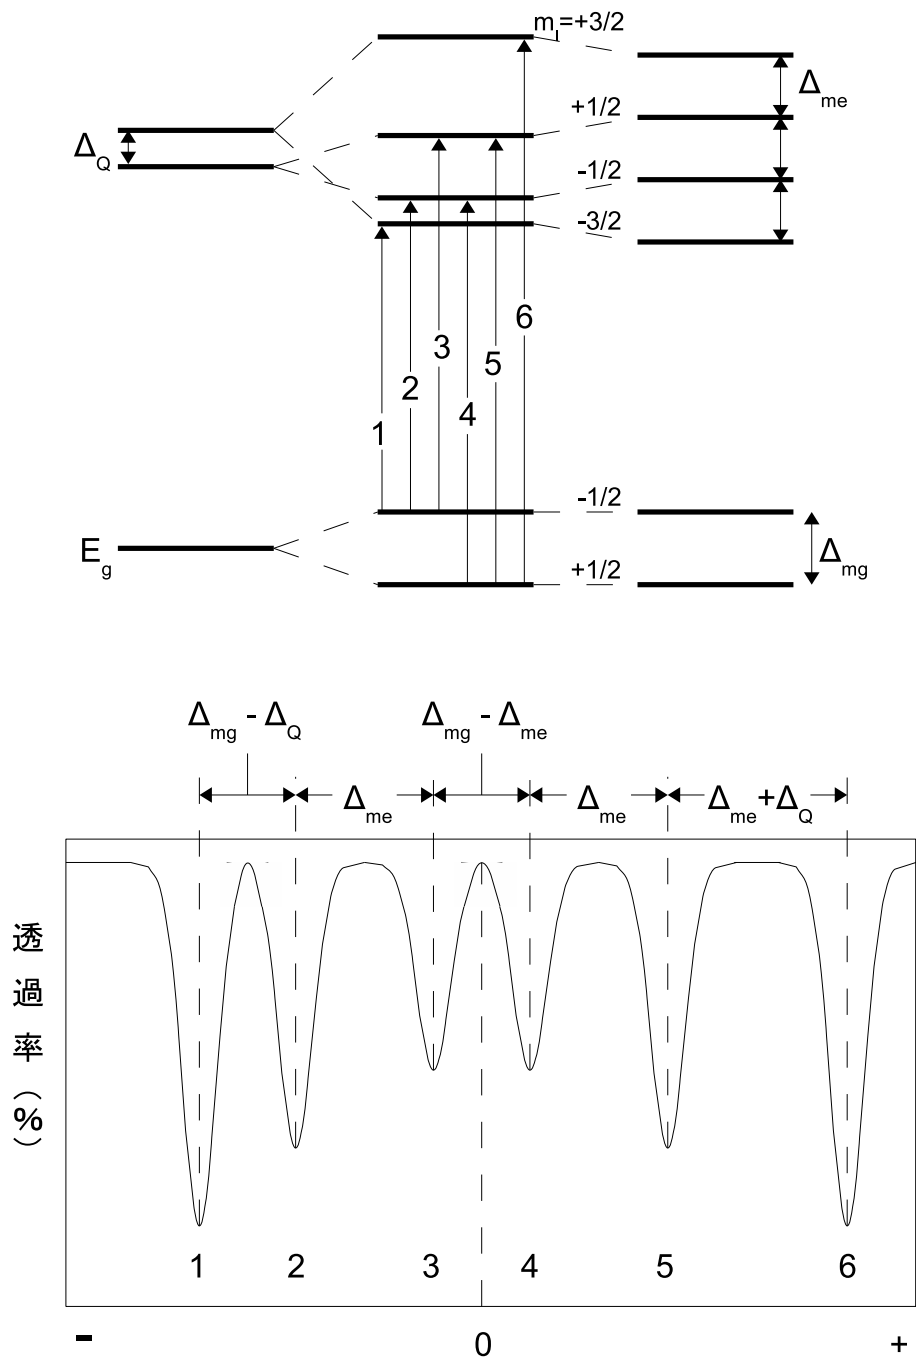 m_I=+3/2
Δ_me
+1/2
Δ_Q
-1/2
-3/2
6
3
5
2
4
1
-1/2
E_g
Δ_mg
+1/2
Δ_mg - Δ_Q
Δ_mg - Δ_me
Δ_me
Δ_me
Δ_me+Δ_Q
透過率(%)
1 2 3 4 5 6
- 0 +